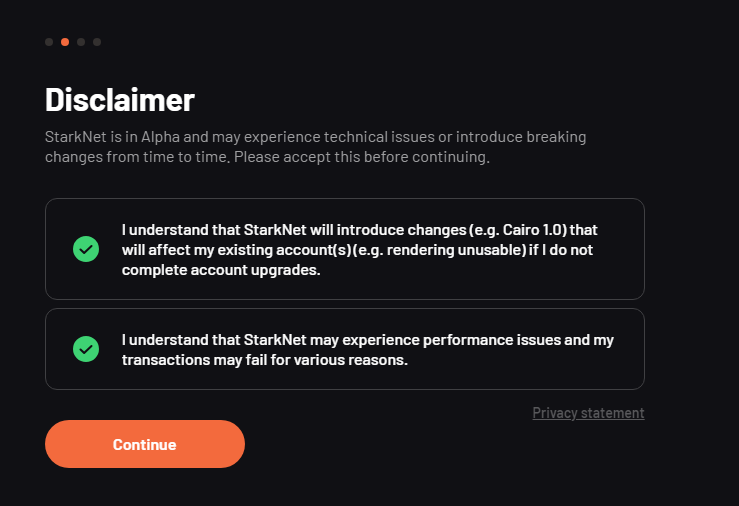 Disclaimer
StarkNet is in Alpha and may experience technical issues or introduce breaking
changes from time to time. Please accept this before continuing.
I understand that StarkNet will introduce changes (e.g. Cairo 1.0) that
will affect my existing account(s) (e.g. rendering unusable) if I do not
complete account upgrades.
I understand that StarkNet may experience performance issues and my
transactions may fail for various reasons.
Privacy statement
Continue